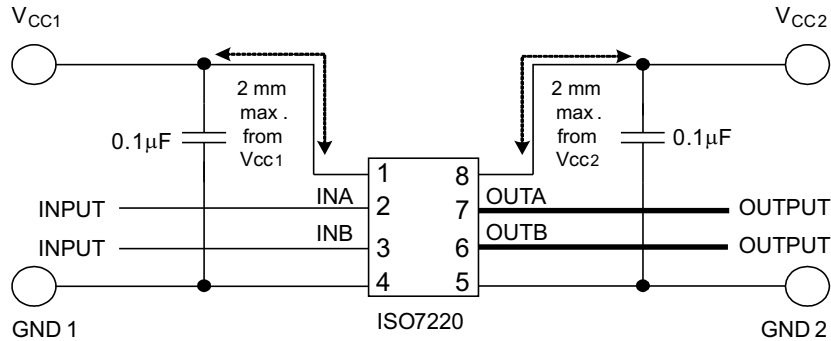 VCC1
VCC2
2 mm
max .
from
VCC1
2 mm
max .
from
VCC2
0.1μF
0.1μF
1
8
INPUT
INA
2
7
OUTA
OUTPUT
INPUT
INB
3
6
OUTB
OUTPUT
4
5
GND 1
ISO7220
GND 2